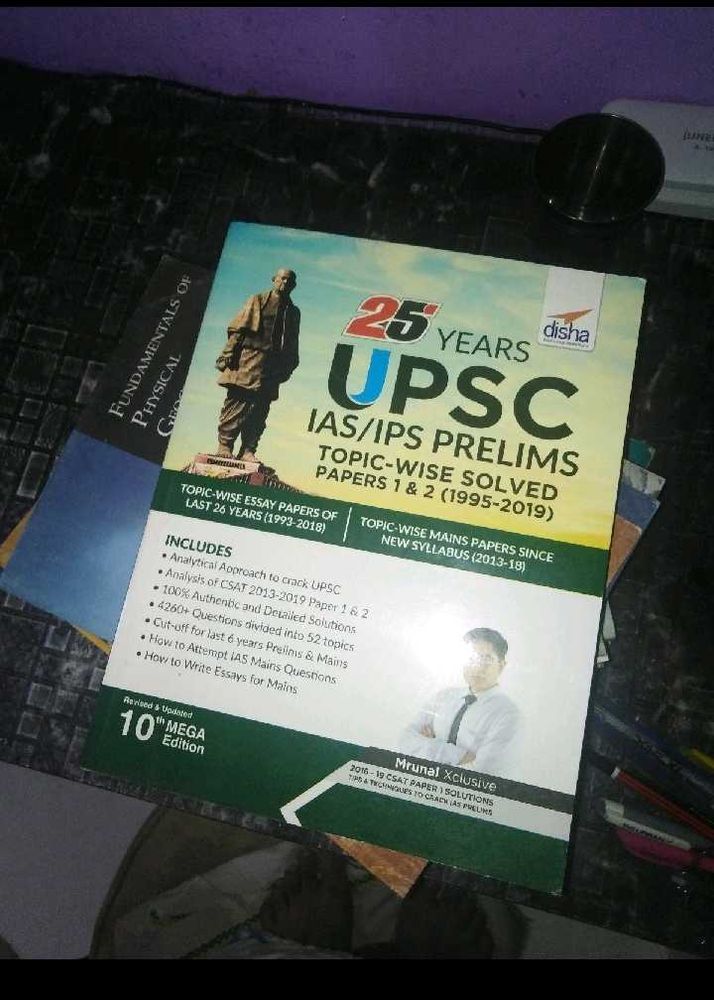 FUNDAMENTALS OF
PHYSICAL
25 YEARS
disha
UPSC
IAS/IPS PRELIMS
TOPIC-WISE SOLVED
PAPERS 1 & 2 (1995-2019)
TOPIC-WISE ESSAY PAPERS OF
LAST 26 YEARS (1993-2018)
TOPIC-WISE MAINS PAPERS SINCE
NEW SYLLABUS (2013-18)
INCLUDES
• Analytical Approach to crack UPSC
• Analysis of CSAT 2013-2019 Paper 1 & 2
• 100% Authentic and Detailed Solutions
• 4260+ Questions divided into 52 topics
• Cut-off for last 6 years Prelims & Mains
• How to Attempt IAS Mains Questions
• How to Write Essays for Mains
Revised & Updated
10th MEGA
Edition
Mrunal Xclusive
2016 - 19 CSAT PAPER 1 SOLUTIONS
TIPS & TECHNIQUES TO CRACK IAS PRELIMS